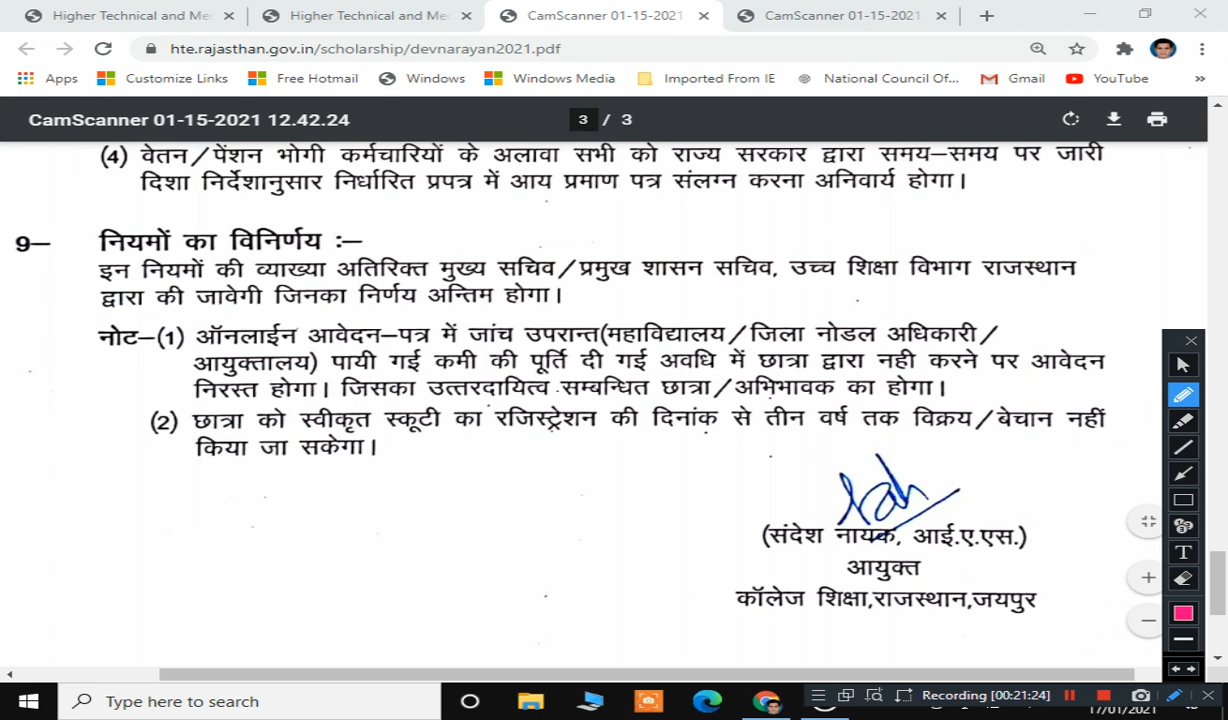 Higher Technical and Me
Higher Technical and Me
CamScanner 01-15-2021
CamScanner 01-15-2021
hte.rajasthan.gov.in/scholarship/devnarayan2021.pdf
Apps Customize Links Free Hotmail Windows Windows Media Imported From IE National Council Of... Gmail YouTube »
CamScanner 01-15-2021 12.42.24 3 / 3
(4) वेतन/पेंशन भोगी कर्मचारियों के अलावा सभी को राज्य सरकार द्वारा समय–समय पर जारी
दिशा निर्देशानुसार निर्धारित प्रपत्र में आय प्रमाण पत्र संलग्न करना अनिवार्य होगा।
9– नियमों का विनिर्णय :–
इन नियमों की व्याख्या अतिरिक्त मुख्य सचिव/प्रमुख शासन सचिव, उच्च शिक्षा विभाग राजस्थान
द्वारा की जावेगी जिनका निर्णय अन्तिम होगा।
नोट–(1) ऑनलाईन आवेदन–पत्र में जांच उपरान्त(महाविद्यालय/जिला नोडल अधिकारी/
आयुक्तालय) पायी गई कमी की पूर्ति दी गई अवधि में छात्रा द्वारा नही करने पर आवेदन
निरस्त होगा। जिसका उत्तरदायित्व सम्बन्धित छात्रा/अभिभावक का होगा।
(2) छात्रा को स्वीकृत स्कूटी का रजिस्ट्रेशन की दिनांक से तीन वर्ष तक विक्रय/बेचान नहीं
किया जा सकेगा।
(संदेश नायक, आई.ए.एस.)
आयुक्त
कॉलेज शिक्षा,राजस्थान,जयपुर
T
Type here to search
Recording [00:21:24]
17/01/2021